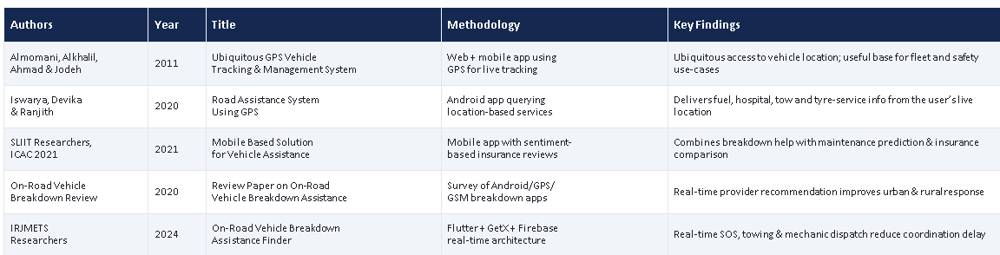 Authors Year Title Methodology Key Findings
Almomani, Alkhalil, Ahmad & Jodeh 2011 Ubiquitous GPS Vehicle Tracking & Management System Web + mobile app using GPS for live tracking Ubiquitous access to vehicle location; useful base for fleet and safety use-cases
Iswarya, Devika & Ranjith 2020 Road Assistance System Using GPS Android app querying location-based services Delivers fuel, hospital, tow and tyre-service info from the user's live location
SLIIT Researchers, ICAC 2021 2021 Mobile Based Solution for Vehicle Assistance Mobile app with sentiment-based insurance reviews Combines breakdown help with maintenance prediction & insurance comparison
On-Road Vehicle Breakdown Review 2020 Review Paper on On-Road Vehicle Breakdown Assistance Survey of Android/GPS/GSM breakdown apps Real-time provider recommendation improves urban & rural response
IRJMETS Researchers 2024 On-Road Vehicle Breakdown Assistance Finder Flutter + GetX + Firebase real-time architecture Real-time SOS, towing & mechanic dispatch reduce coordination delay